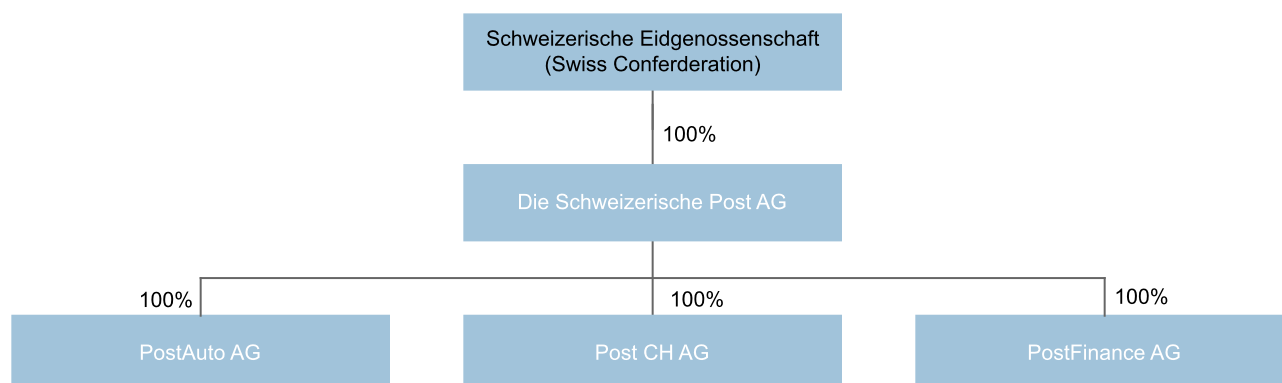 Schweizerische Eidgenossenschaft
(Swiss Conferderation)
100%
Die Schweizerische Post AG
100%
100%
100%
PostAuto AG
Post CH AG
PostFinance AG